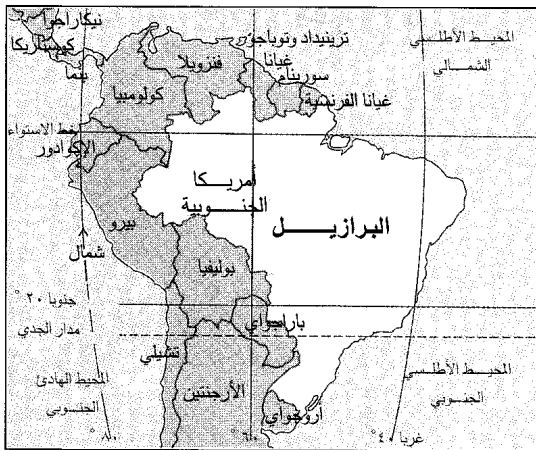 نيكاراجوا
كوستاريكا
بنما
ترينيداد وتوباجو
المحيط الأطلسي
الشمالي
فنزويلا
غيانا
سورينام
غيانا الفرنسية
كولومبيا
خط الاستواء
الإكوادور
أمريكا
الجنوبية
البرازيل
بيرو
شمال
بوليفيا
جنوبا ٢٠°
باراجواي
مدار الجدي
تشيلي
المحيط الهادئ
الجنوبي
الأرجنتين
أروجواي
المحيط الأطلسي
الجنوبي
٨٠°
٦٠°
غربا ٤٠°